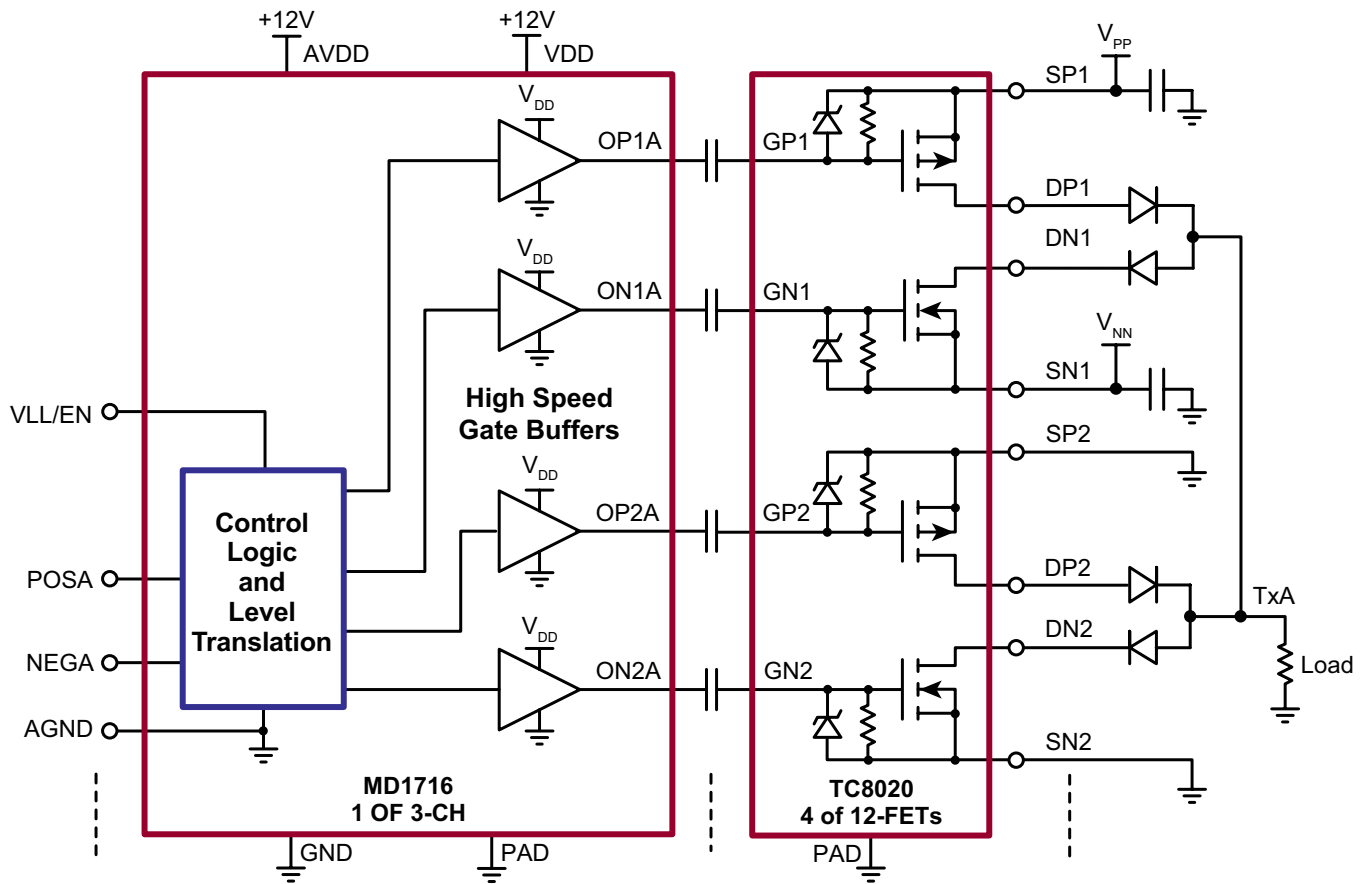 +12V
AVDD
+12V
VDD
VPP
SP1
VDD
OP1A
GP1
DP1
DN1
VDD
ON1A
GN1
VNN
SN1
High Speed
Gate Buffers
VLL/EN
SP2
VDD
OP2A
GP2
Control
Logic
and
Level
Translation
POSA
DP2
TxA
VDD
DN2
NEGA
ON2A
GN2
Load
AGND
SN2
MD1716
1 OF 3-CH
TC8020
4 of 12-FETs
GND
PAD
PAD